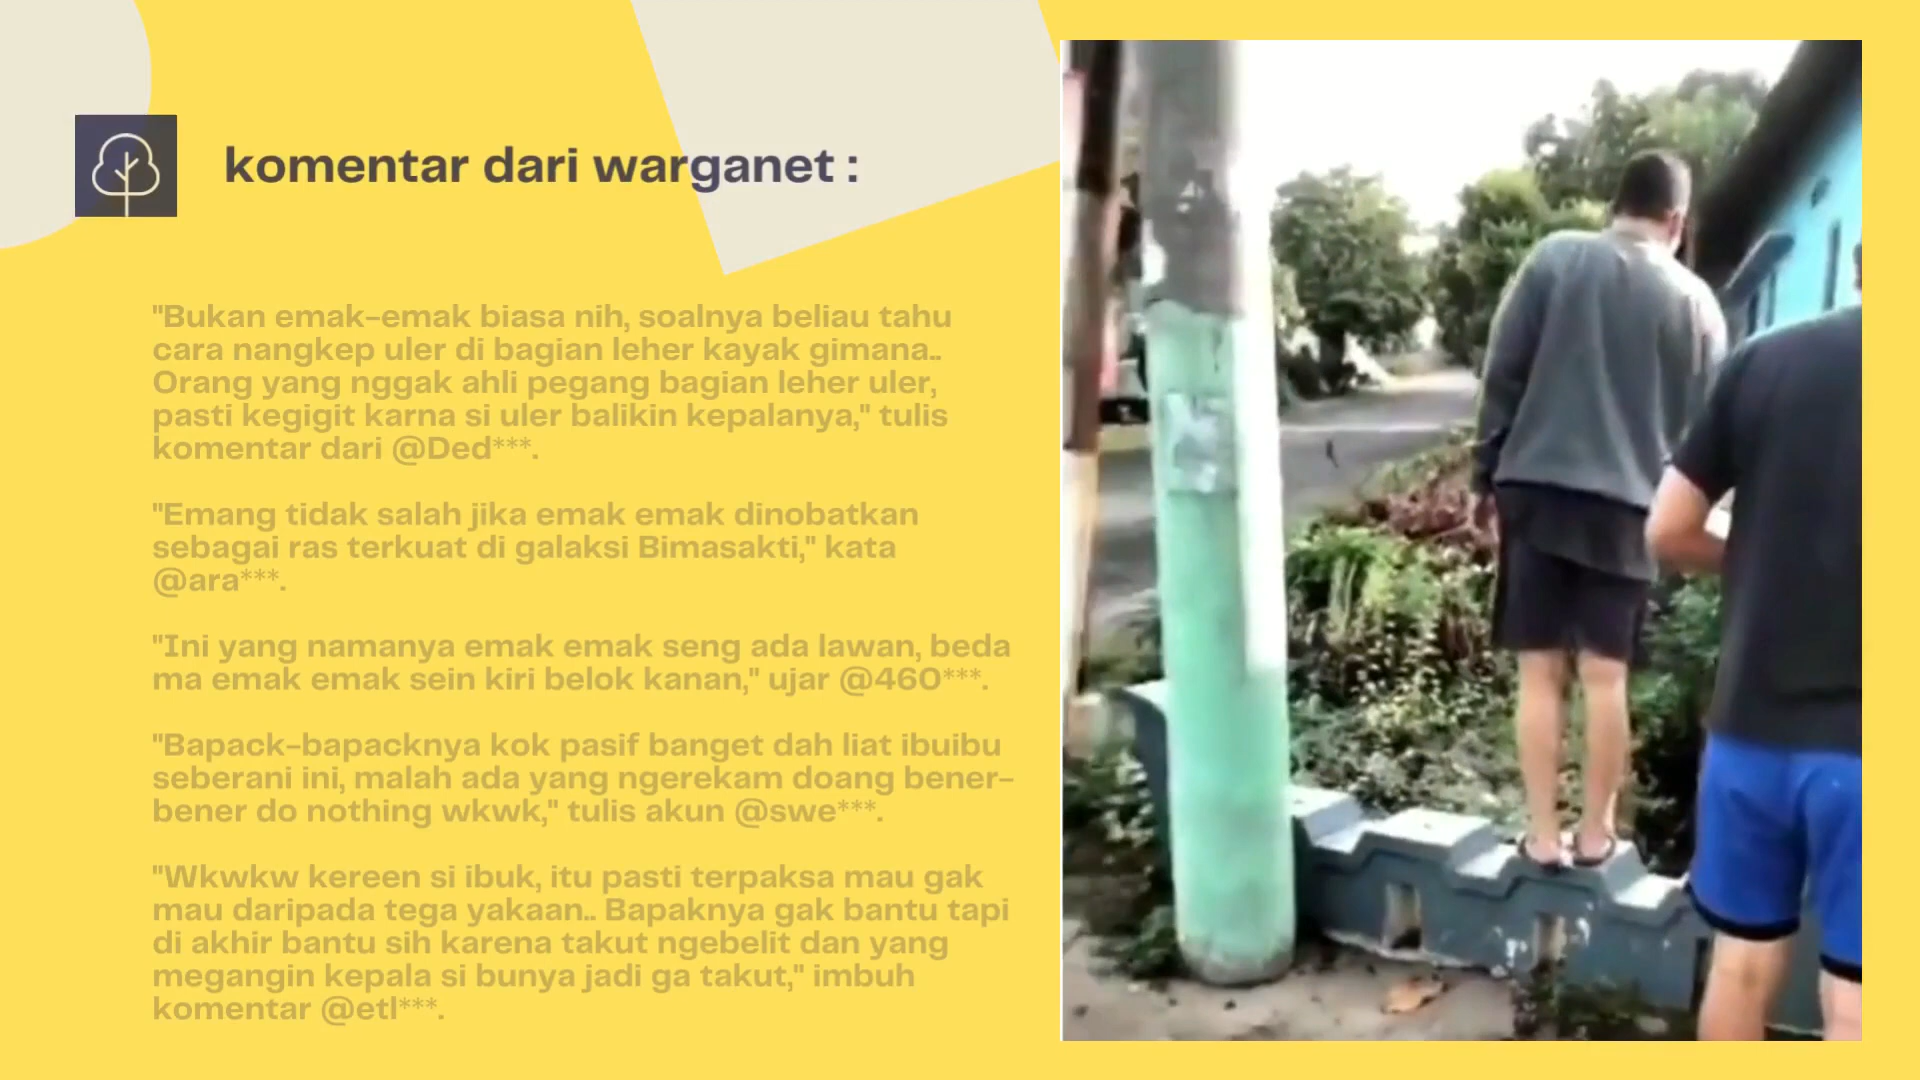 komentar dari warganet :
"Bukan emak-emak biasa nih, soalnya beliau tahu
cara nangkep uler di bagian leher kayak gimana..
Orang yang nggak ahli pegang bagian leher uler,
pasti kegigit karna si uler balikin kepalanya," tulis
komentar dari @Ded***.
"Emang tidak salah jika emak emak dinobatkan
sebagai ras terkuat di galaksi Bimasakti," kata
@ara***.
"Ini yang namanya emak emak seng ada lawan, beda
ma emak emak sein kiri belok kanan," ujar @460***.
"Bapack-bapacknya kok pasif banget dah liat ibuibu
seberani ini, malah ada yang ngerekam doang bener-
bener do nothing wkwk," tulis akun @swe***.
"Wkwkw kereen si ibuk, itu pasti terpaksa mau gak
mau daripada tega yakaan.. Bapaknya gak bantu tapi
di akhir bantu sih karena takut ngebelit dan yang
megangin kepala si bunya jadi ga takut," imbuh
komentar @etl***.